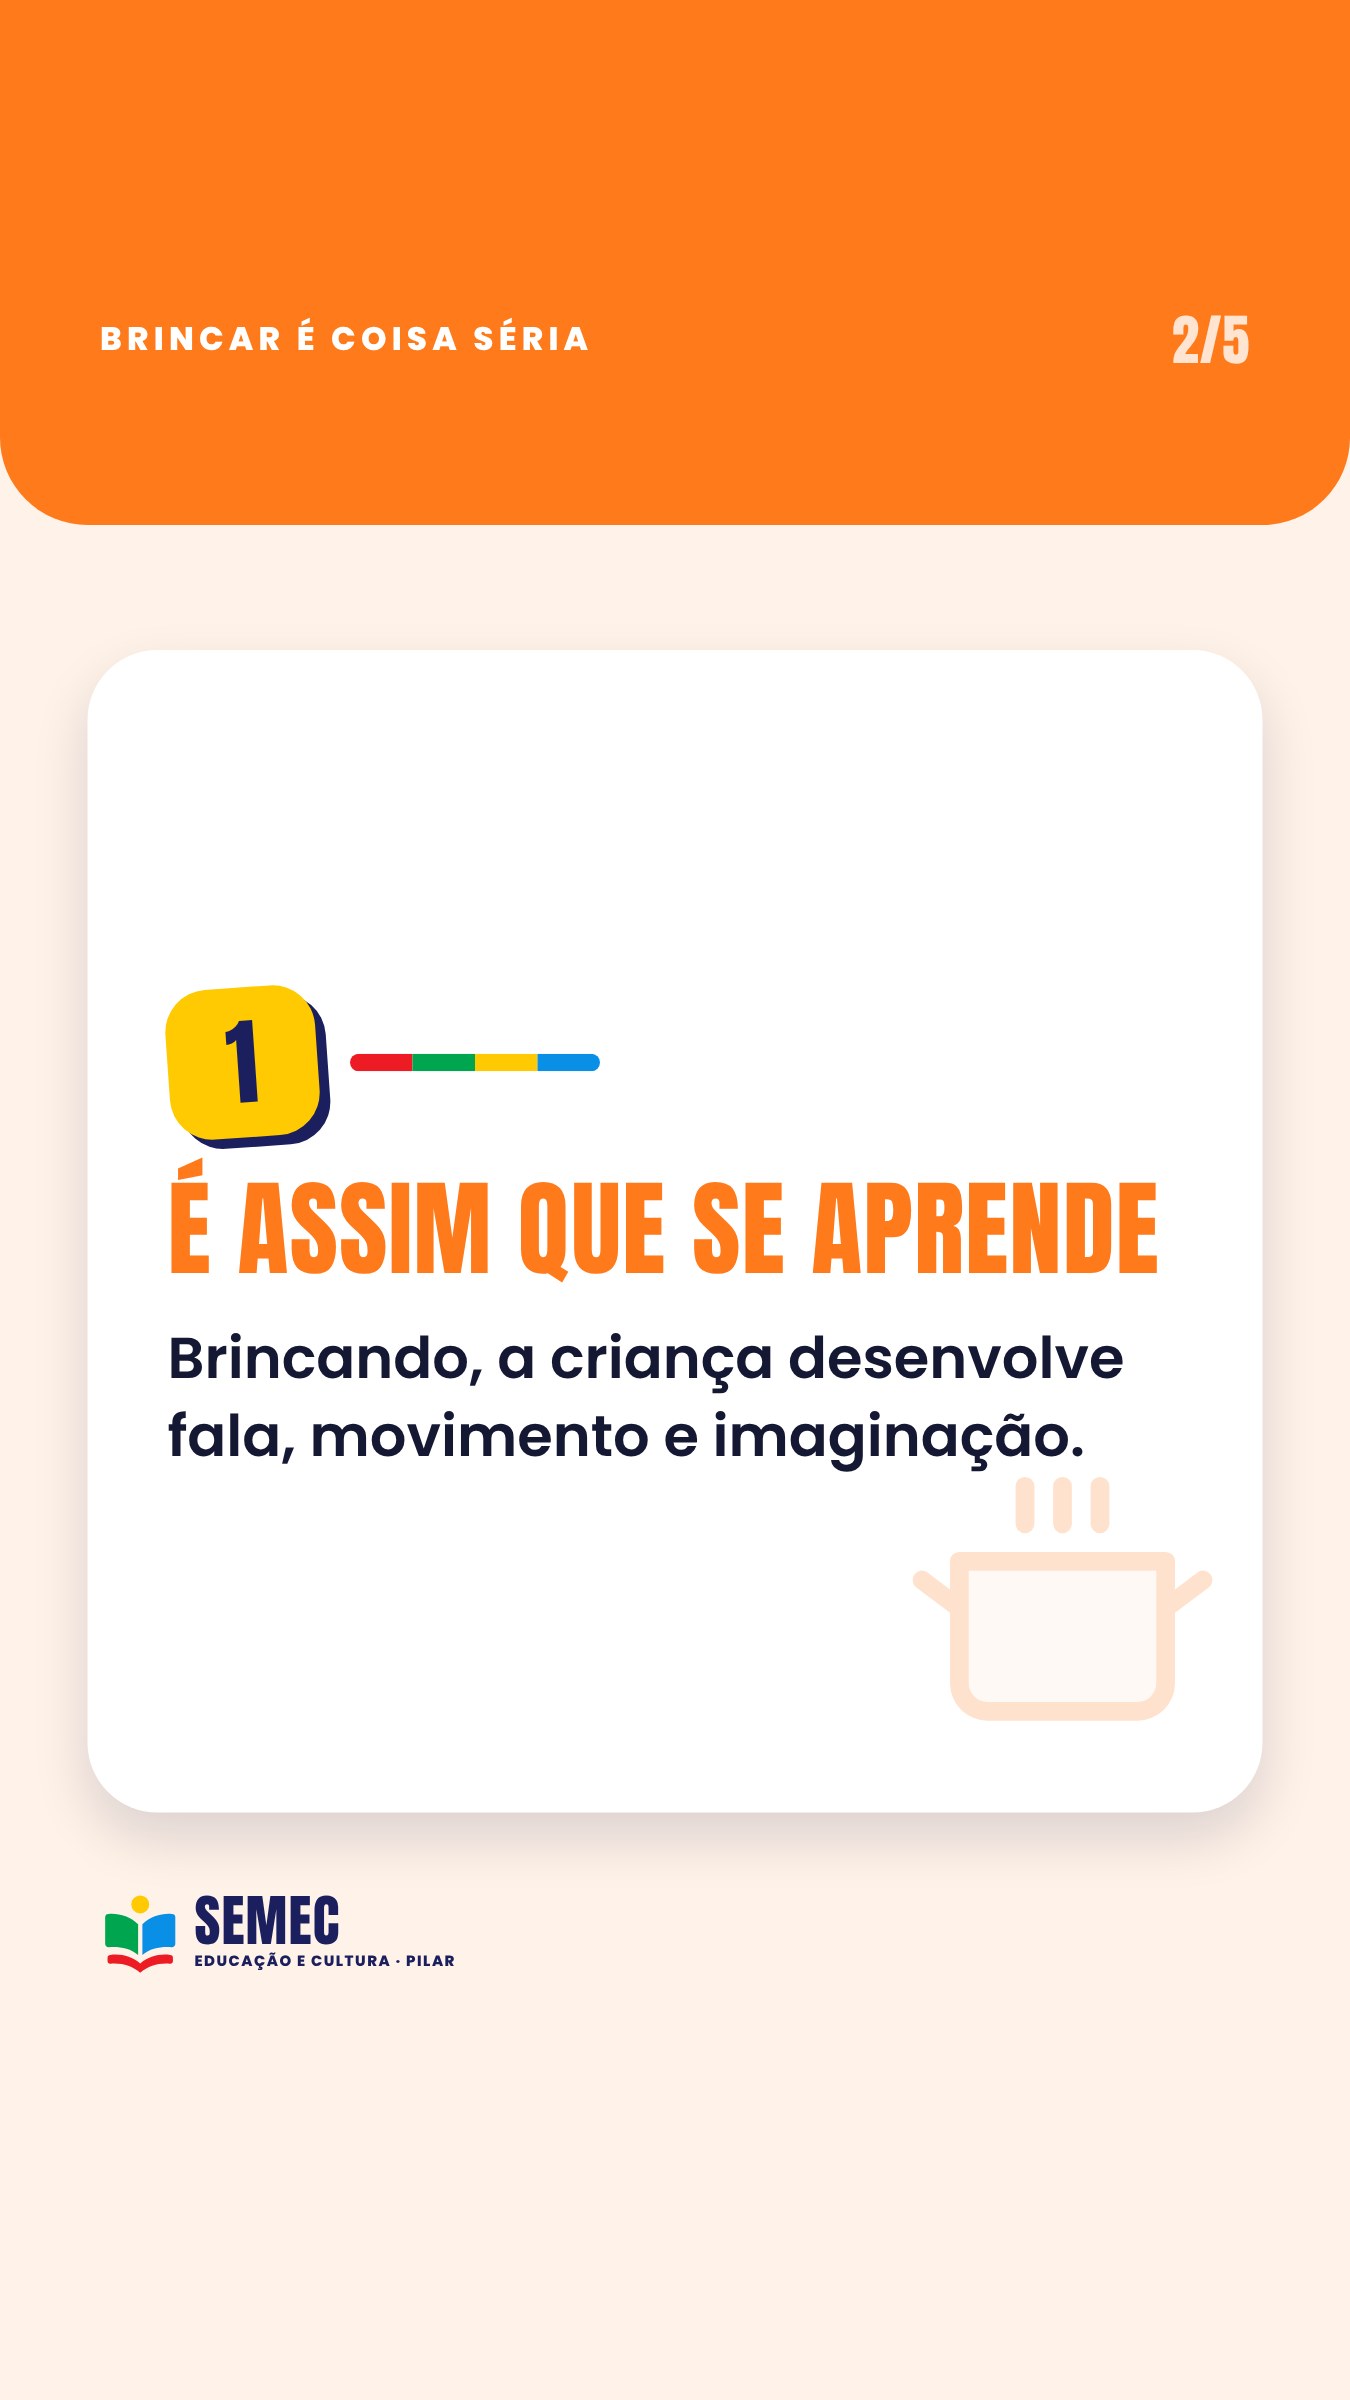 BRINCAR É COISA SÉRIA
2/5
1
É ASSIM QUE SE APRENDE
Brincando, a criança desenvolve
fala, movimento e imaginação.
SEMEC
EDUCAÇÃO E CULTURA · PILAR